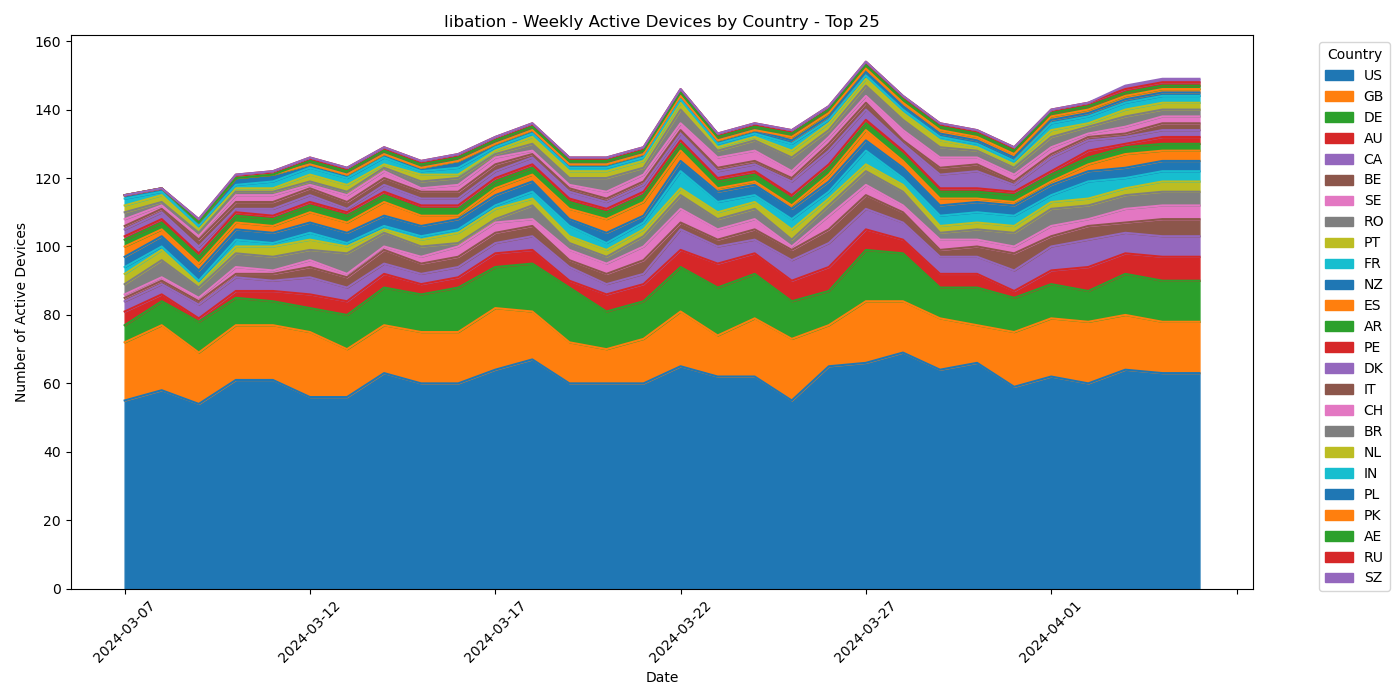 libation - Weekly Active Devices by Country - Top 25
Number of Active Devices
160
140
120
100
80
60
40
20
0
2024-03-07
2024-03-12
2024-03-17
2024-03-22
2024-03-27
2024-04-01
Date
Country
US
GB
DE
AU
CA
BE
SE
RO
PT
FR
NZ
ES
AR
PE
DK
IT
CH
BR
NL
IN
PL
PK
AE
RU
SZ